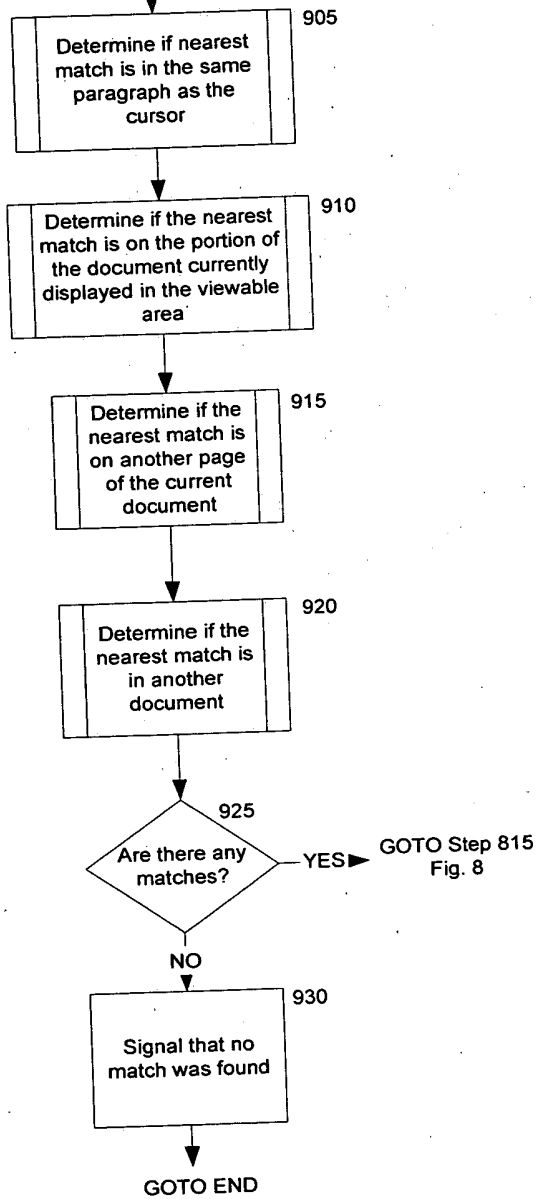 905
Determine if nearest
match is in the same
paragraph as the
cursor
910
Determine if the nearest
match is on the portion of
the document currently
displayed in the viewable
area
915
Determine if the
nearest match is
on another page
of the current
document
920
Determine if the
nearest match is
in another
document
925
Are there any
matches?
YES
GOTO Step 815
Fig. 8
NO
930
Signal that no
match was found
GOTO END